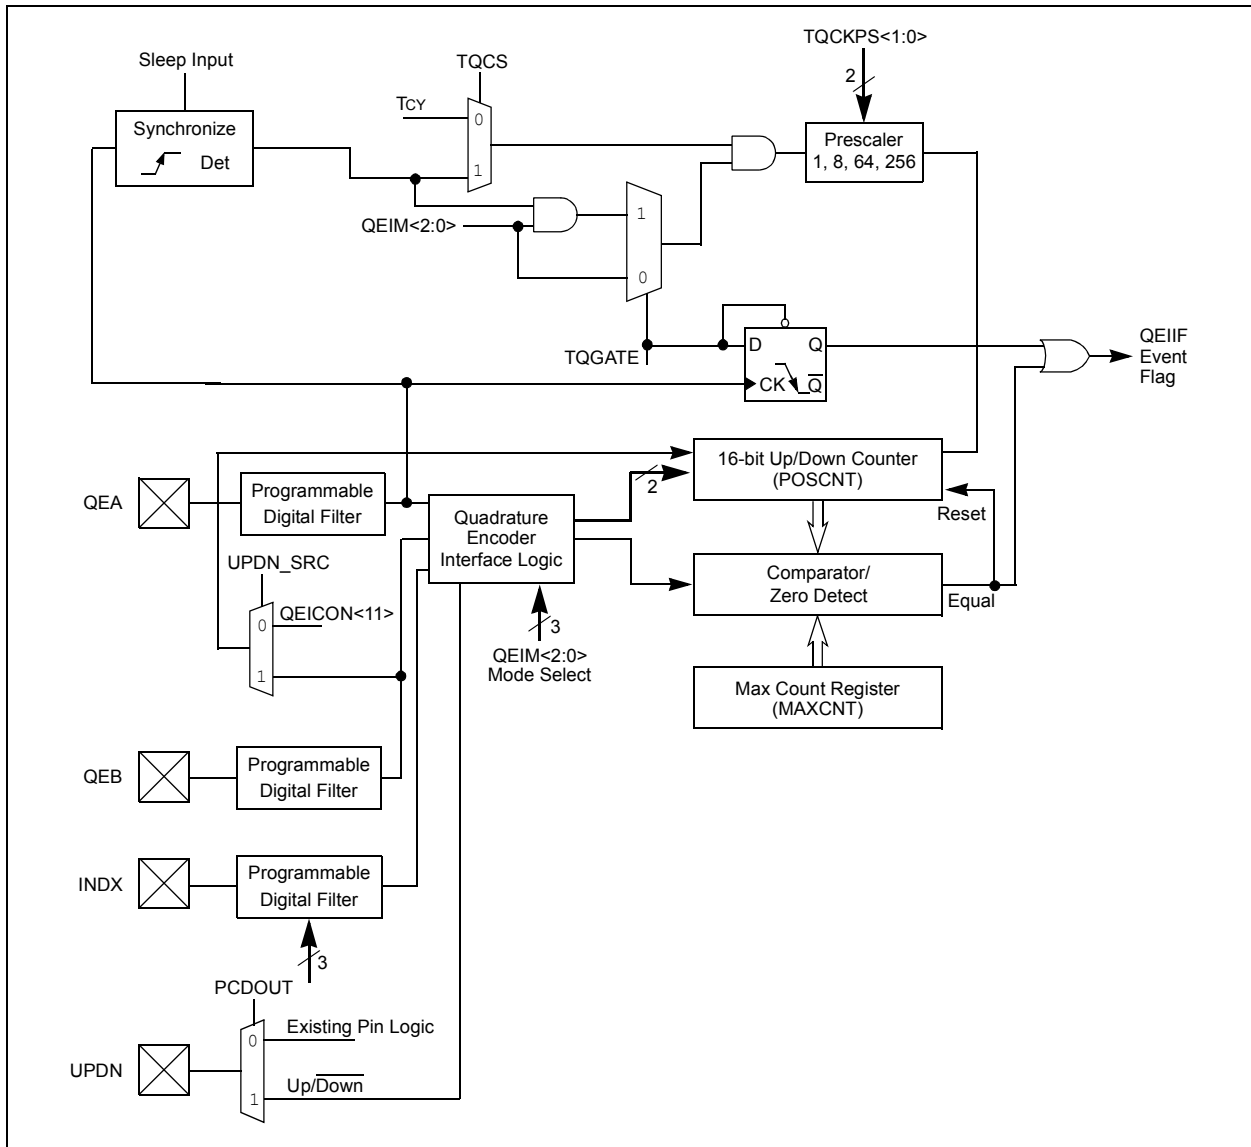 TQCKPS<1:0>
Sleep Input
TQCS
2
TCY
0
Synchronize
Det
Prescaler
1, 8, 64, 256
1
QEIM<2:0>
1
0
D
Q
TQGATE
CK
Q
QEIIF
Event
Flag
16-bit Up/Down Counter
(POSCNT)
2
QEA
Programmable
Digital Filter
Quadrature
Encoder
Interface Logic
Reset
UPDN_SRC
Comparator/
Zero Detect
Equal
0
QEICON<11>
1
3
QEIM<2:0>
Mode Select
Max Count Register
(MAXCNT)
QEB
Programmable
Digital Filter
INDX
Programmable
Digital Filter
3
PCDOUT
0
Existing Pin Logic
UPDN
1
Up/Down